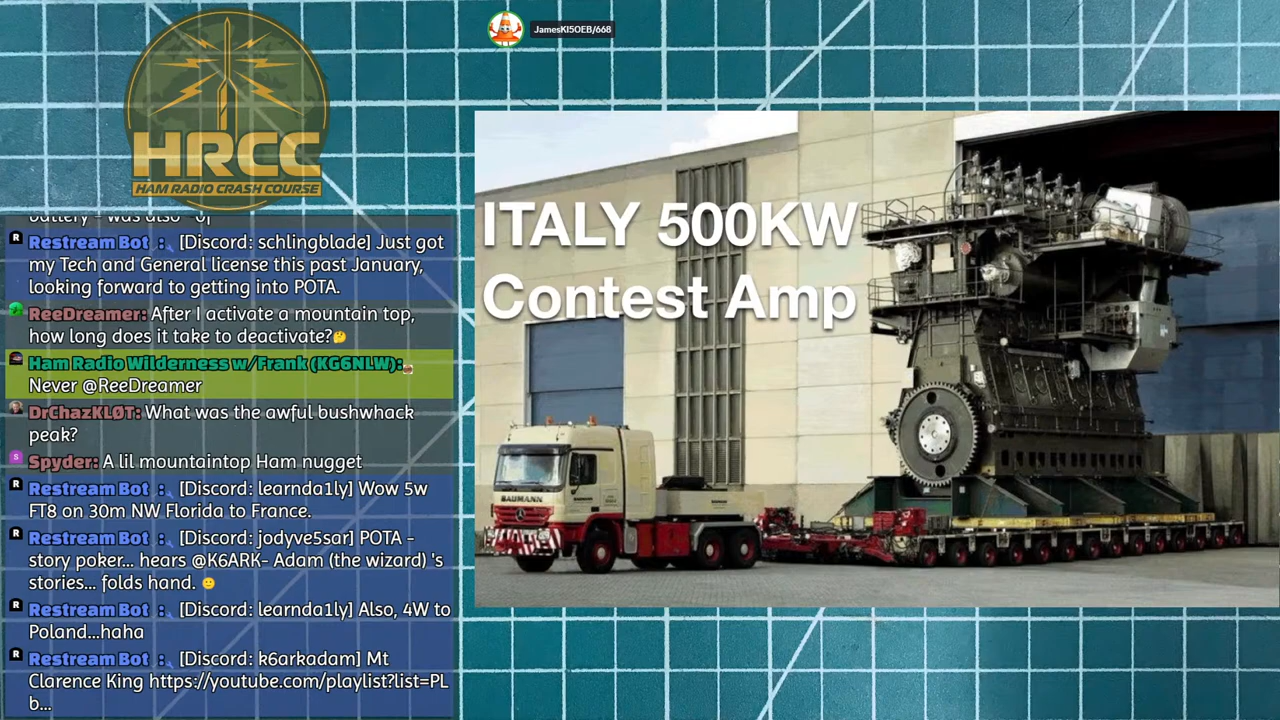 JamesKI5OEB/668
HRCC
HAM RADIO CRASH COURSE
Restream Bot : [Discord: schlingblade] Just got
my Tech and General license this past January,
looking forward to getting into POTA.
ReeDreamer: After I activate a mountain top,
how long does it take to deactivate?🤔
Ham Radio Wilderness w/Frank (KG6NLW):
Never @ReeDreamer
DrChazKLØT: What was the awful bushwhack
peak?
Spyder: A lil mountaintop Ham nugget
Restream Bot : [Discord: learnda1ly] Wow 5w
FT8 on 30m NW Florida to France.
Restream Bot : [Discord: jodyve5sar] POTA -
story poker... hears @K6ARK- Adam (the wizard) 's
stories... folds hand. 🙂
Restream Bot : [Discord: learnda1ly] Also, 4W to
Poland...haha
Restream Bot : [Discord: k6arkadam] Mt
Clarence King https://youtube.com/playlist?list=PL
b...
ITALY 500KW
Contest Amp
BAUMANN